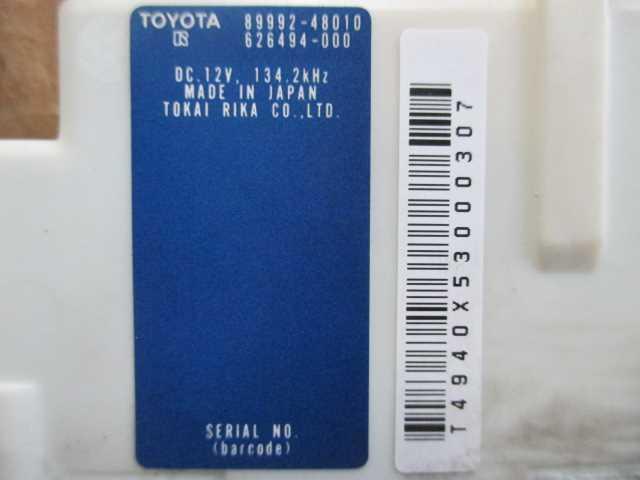 TOYOTA 89992-48010
626494-000
DC.12V, 134.2kHz
MADE IN JAPAN
TOKAI RIKA CO.,LTD.
SERIAL NO.
(barcode)
T4940X53000307